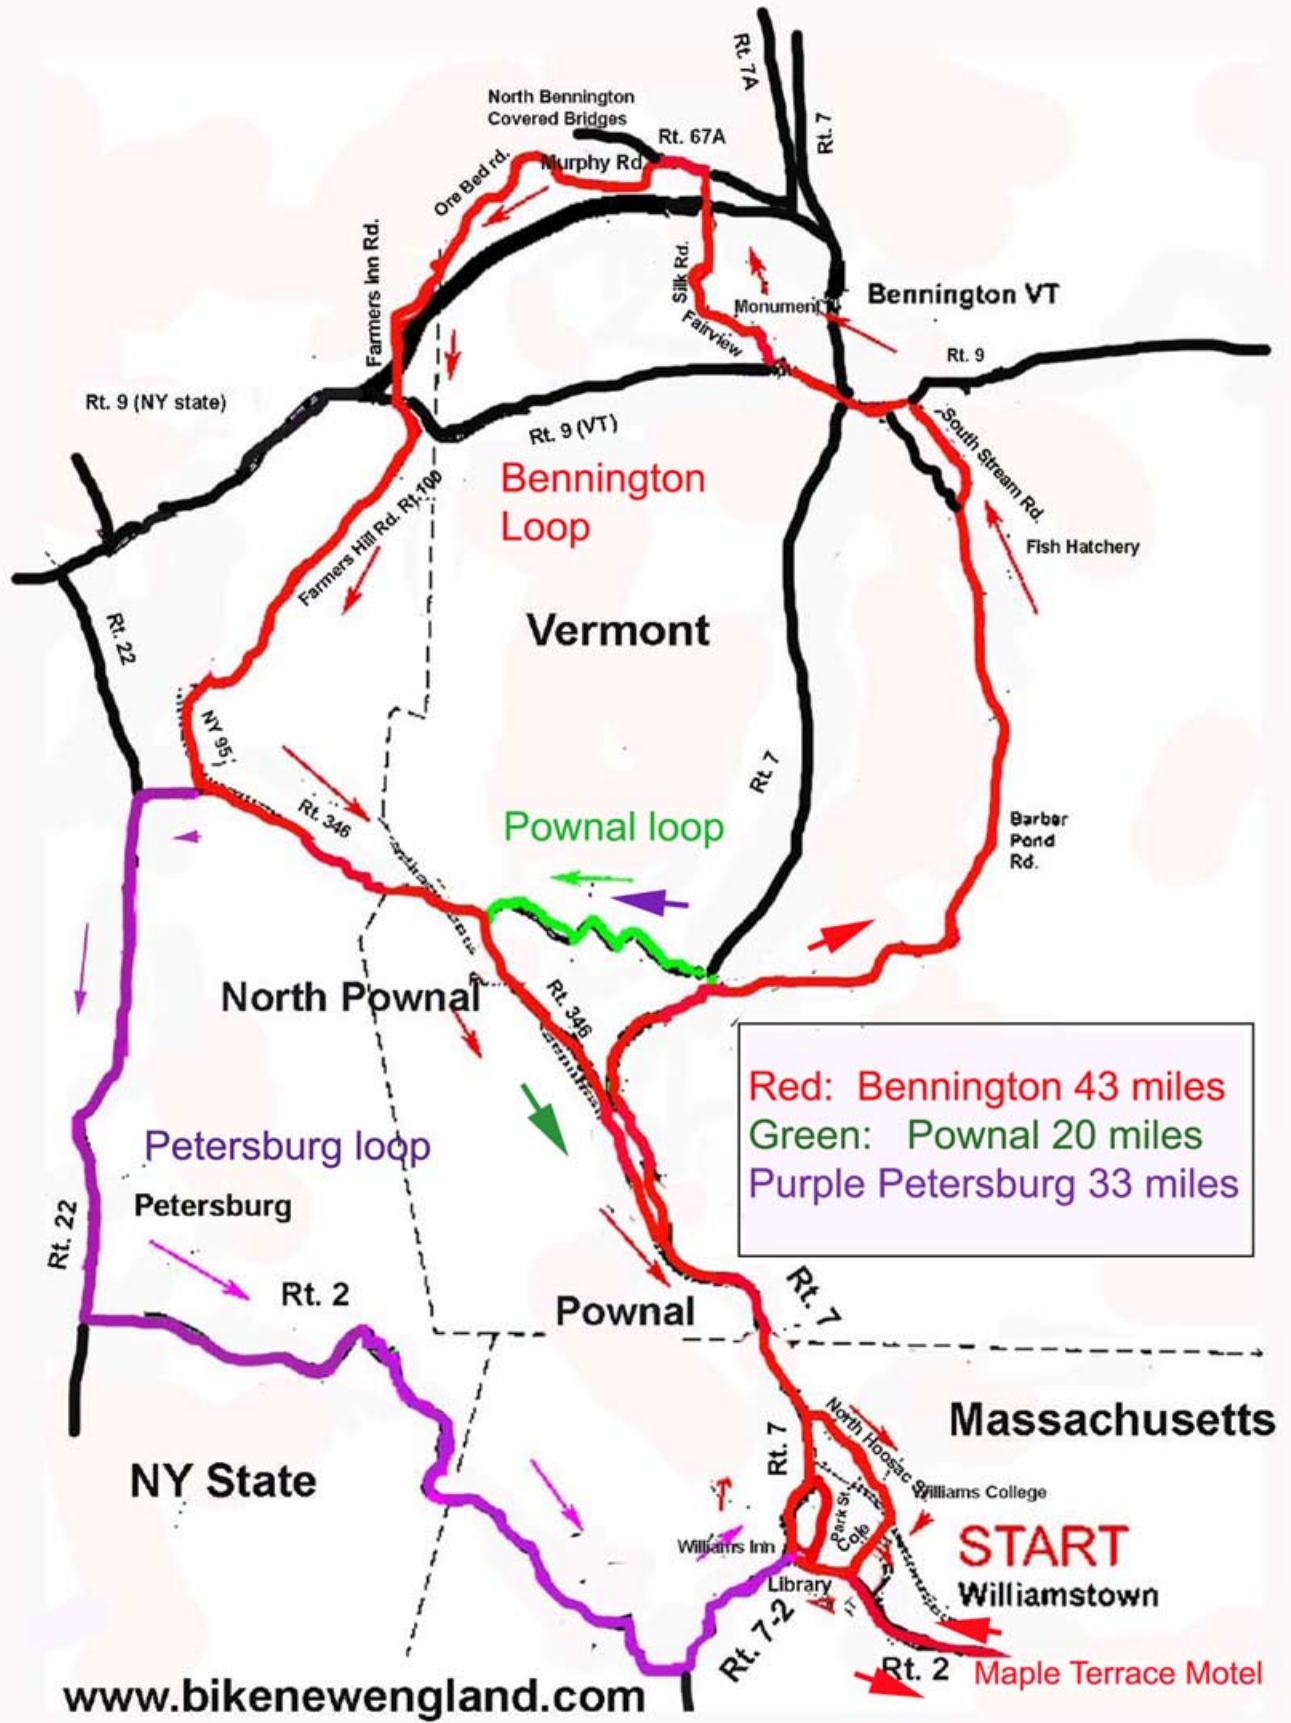 Rt. 7A
Rt. 7
North Bennington
Covered Bridges
Rt. 67A
Murphy Rd.
Ore Bed rd.
Farmers Inn Rd.
Silk Rd.
Monument
Fairview
Bennington VT
Rt. 9
Rt. 9 (NY state)
Rt. 9 (VT)
South Stream Rd.
Bennington
Loop
Farmers Hill Rd. Rt.100
Fish Hatchery
Vermont
Rt. 22
NY 95
Rt. 7
Rt. 346
Pownal loop
Barber
Pond
Rd.
North Pownal
Rt. 346
Red: Bennington 43 miles
Green: Pownal 20 miles
Purple Petersburg 33 miles
Petersburg loop
Petersburg
Rt. 22
Rt. 2
Pownal
Rt. 7
Massachusetts
North Hoosac
Rt. 7
NY State
Williams College
Park St.
Cole
START
Williamstown
Williams Inn
Library
Rt. 7-2
Rt. 2
Maple Terrace Motel
www.bikenewengland.com